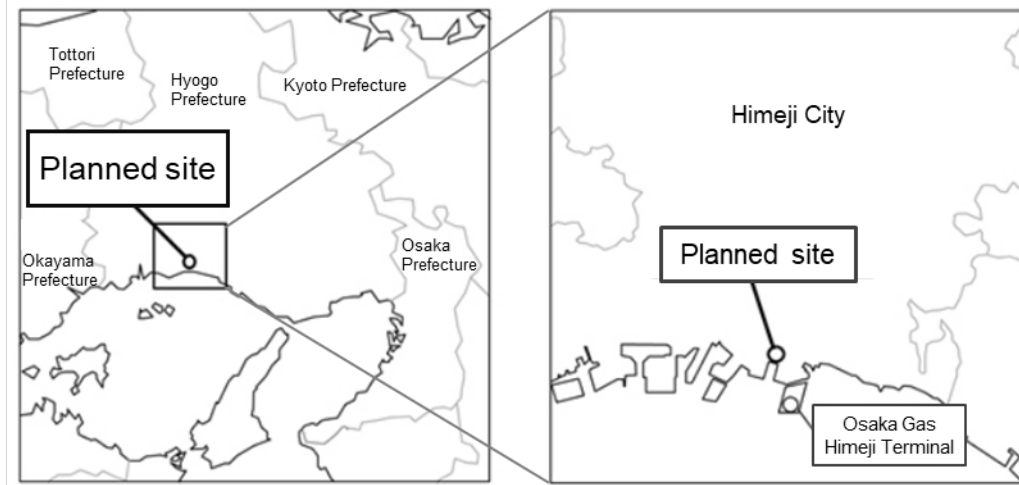 Tottori
Prefecture
Hyogo
Prefecture
Kyoto Prefecture
Planned site
Okayama
Prefecture
Osaka
Prefecture
Himeji City
Planned site
Osaka Gas
Himeji Terminal